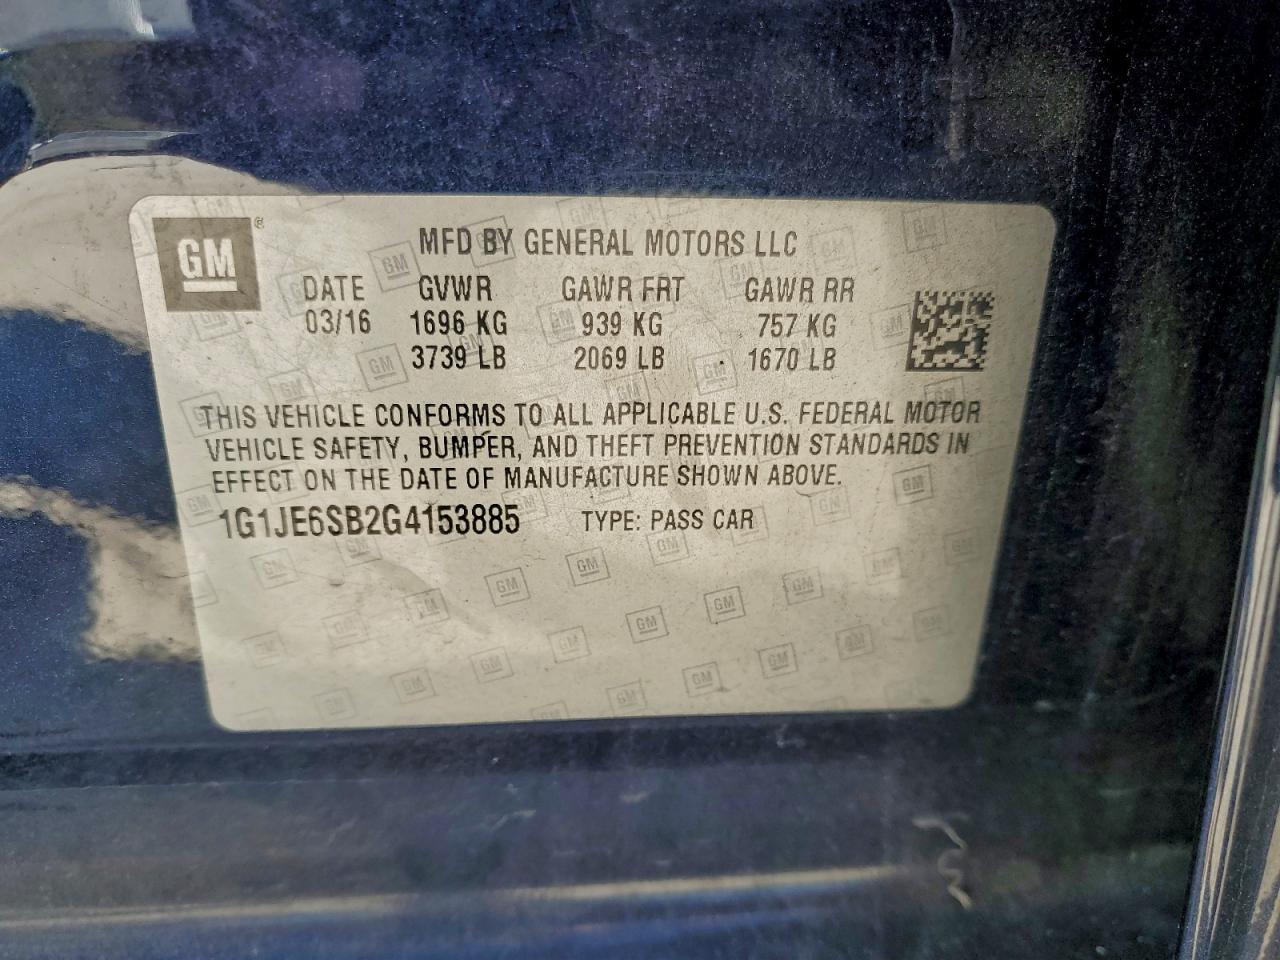 GM ®
MFD BY GENERAL MOTORS LLC
DATE GVWR GAWR FRT GAWR RR
03/16 1696 KG 939 KG 757 KG
3739 LB 2069 LB 1670 LB
THIS VEHICLE CONFORMS TO ALL APPLICABLE U.S. FEDERAL MOTOR
VEHICLE SAFETY, BUMPER, AND THEFT PREVENTION STANDARDS IN
EFFECT ON THE DATE OF MANUFACTURE SHOWN ABOVE.
1G1JE6SB2G4153885 TYPE: PASS CAR